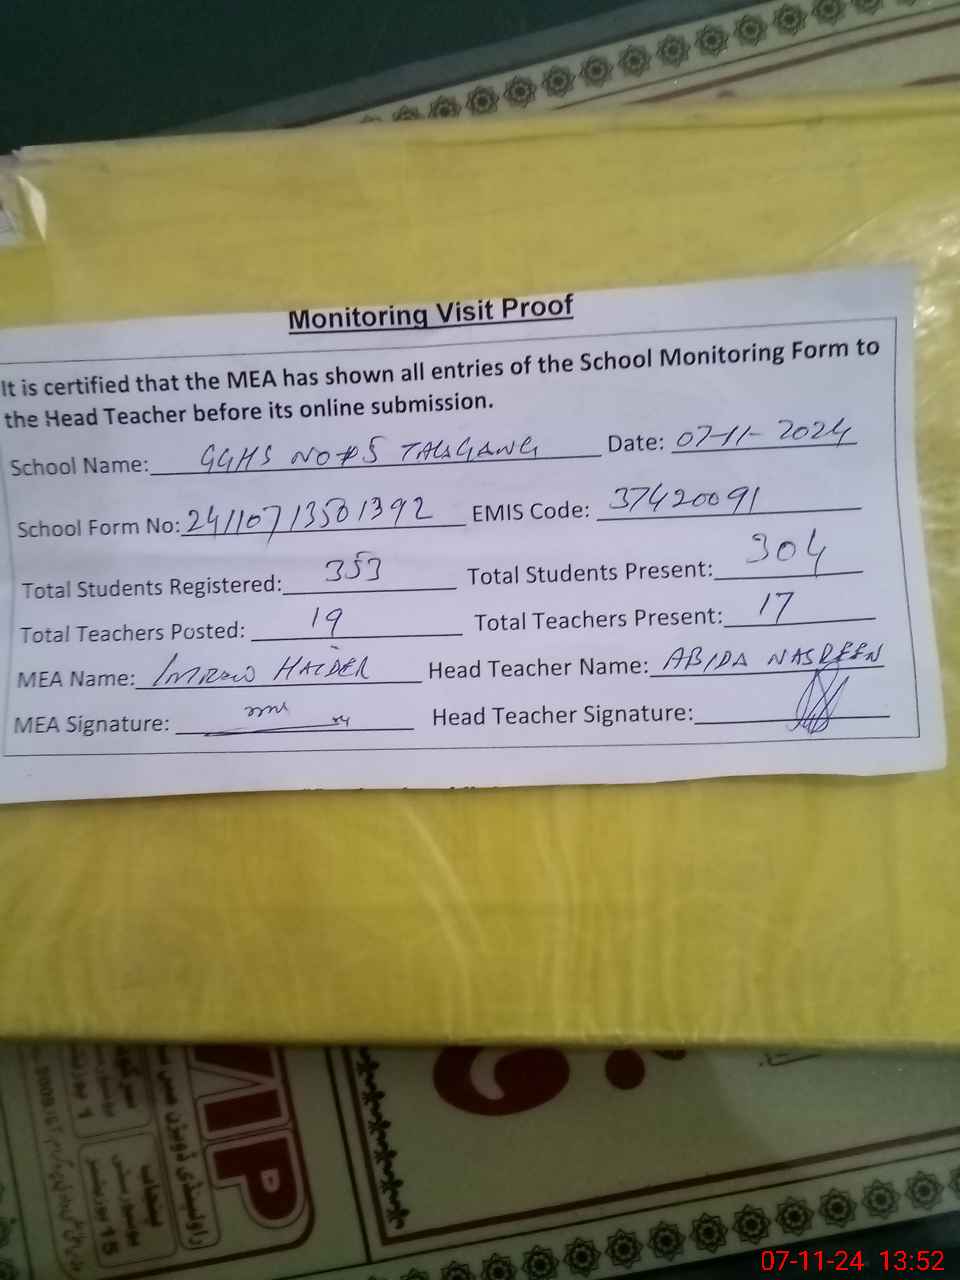 Monitoring Visit Proof
It is certified that the MEA has shown all entries of the School Monitoring Form to
the Head Teacher before its online submission.
School Name: GGHS NO#5 TALAGANG Date: 07-11-2024
School Form No: 24110713501392 EMIS Code: 37420091
Total Students Registered: 353 Total Students Present: 304
Total Teachers Posted: 19 Total Teachers Present: 17
MEA Name: IMRAN HAIDER Head Teacher Name: ABIDA NASREEN
MEA Signature: Head Teacher Signature:
VIP
07-11-24 13:52